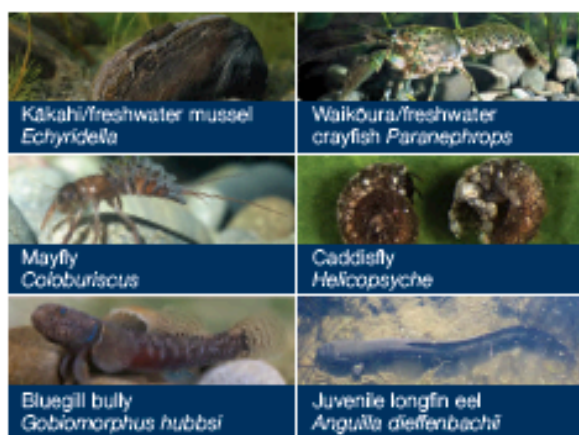 Kākahi/freshwater mussel
Echyridella
Waikōura/freshwater
crayfish Paranephrops
Mayfly
Coloburiscus
Caddisfly
Helicopsyche
Bluegill bully
Gobiomorphus hubbsi
Juvenile longfin eel
Anguilla dieffenbachii